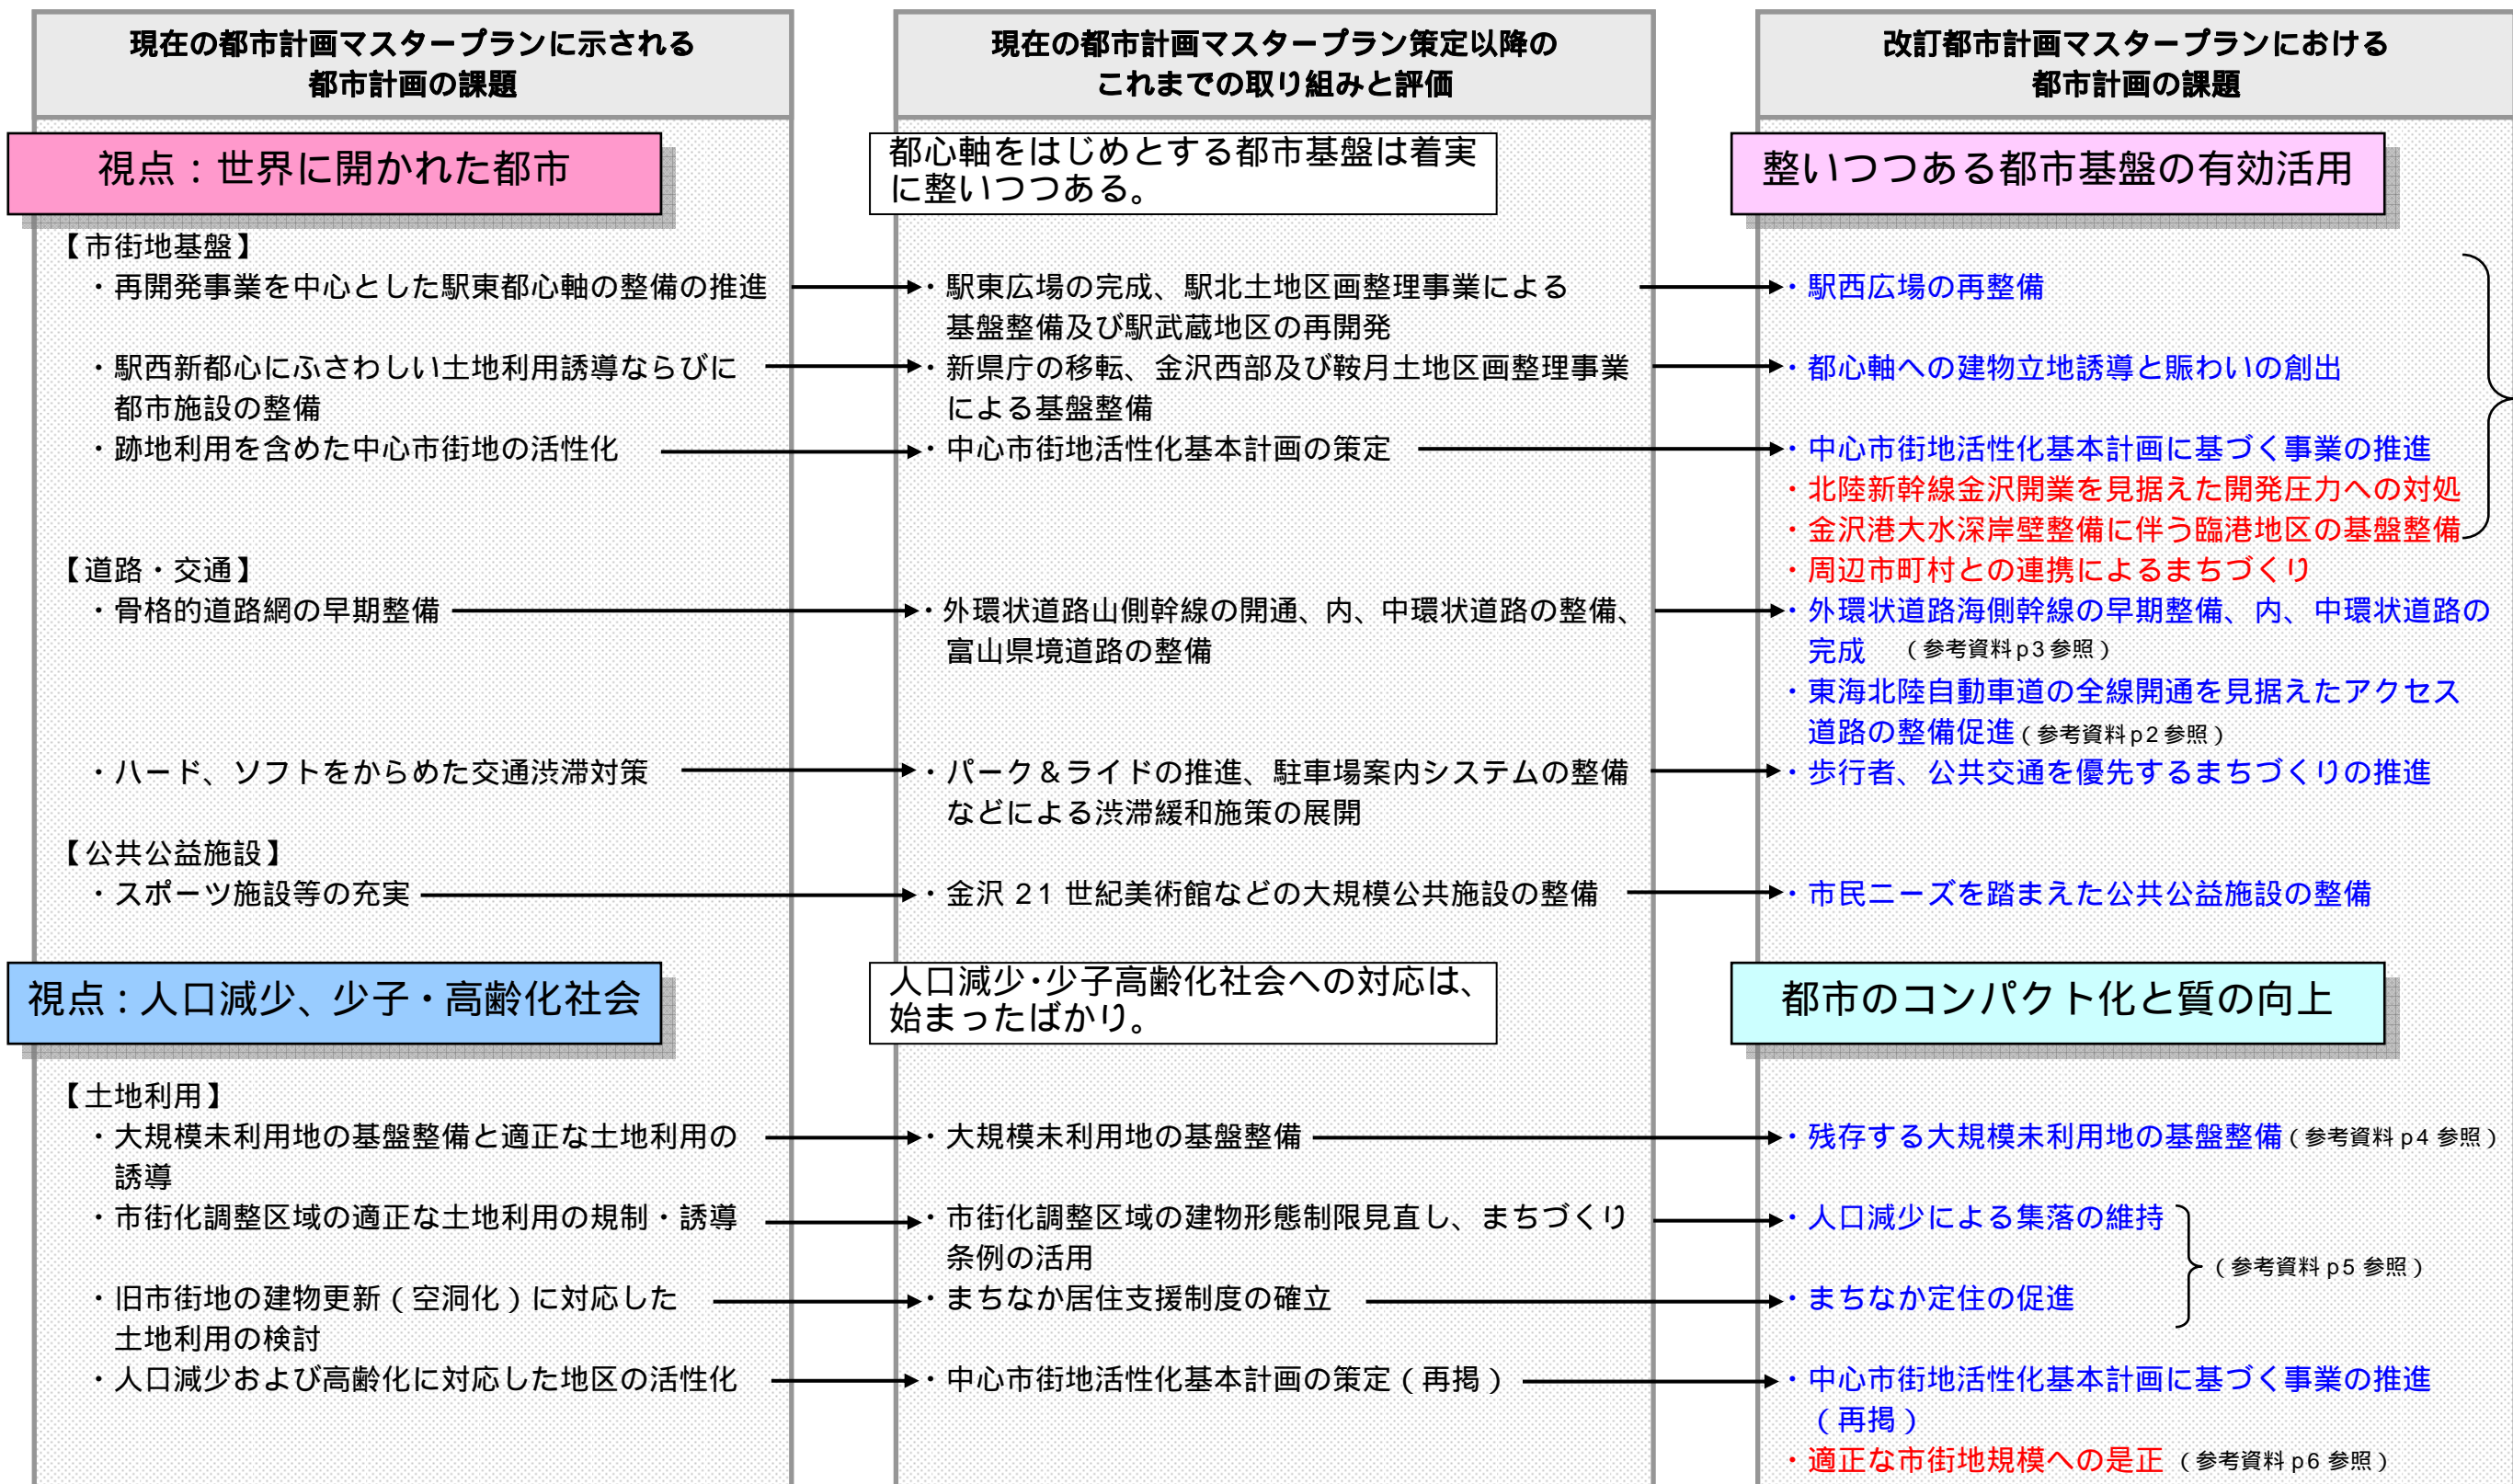 現在の都市計画マスタープランに示される
都市計画の課題
現在の都市計画マスタープラン策定以降の
これまでの取り組みと評価
改訂都市計画マスタープランにおける
都市計画の課題
視点：世界に開かれた都市
都心軸をはじめとする都市基盤は着実
に整いつつある。
整いつつある都市基盤の有効活用
【市街地基盤】
・再開発事業を中心とした駅東都心軸の整備の推進
・駅東広場の完成、駅北土地区画整理事業による
基盤整備及び駅武蔵地区の再開発
・駅西広場の再整備
・駅西新都心にふさわしい土地利用誘導ならびに
都市施設の整備
・新県庁の移転、金沢西部及び鞍月土地区画整理事業
による基盤整備
・都心軸への建物立地誘導と賑わいの創出
・跡地利用を含めた中心市街地の活性化
・中心市街地活性化基本計画の策定
・中心市街地活性化基本計画に基づく事業の推進
・北陸新幹線金沢開業を見据えた開発圧力への対処
・金沢港大水深岸壁整備に伴う臨港地区の基盤整備
・周辺市町村との連携によるまちづくり
【道路・交通】
・骨格的道路網の早期整備
・外環状道路山側幹線の開通、内、中環状道路の整備、
富山県境道路の整備
・外環状道路海側幹線の早期整備、内、中環状道路の
完成　（参考資料p3参照）
・東海北陸自動車道の全線開通を見据えたアクセス
道路の整備促進（参考資料p2参照）
・ハード、ソフトをからめた交通渋滞対策
・パーク＆ライドの推進、駐車場案内システムの整備
などによる渋滞緩和施策の展開
・歩行者、公共交通を優先するまちづくりの推進
【公共公益施設】
・スポーツ施設等の充実
・金沢 21 世紀美術館などの大規模公共施設の整備
・市民ニーズを踏まえた公共公益施設の整備
視点：人口減少、少子・高齢化社会
人口減少・少子高齢化社会への対応は、
始まったばかり。
都市のコンパクト化と質の向上
【土地利用】
・大規模未利用地の基盤整備と適正な土地利用の
誘導
・大規模未利用地の基盤整備
・残存する大規模未利用地の基盤整備（参考資料 p4 参照）
・市街化調整区域の適正な土地利用の規制・誘導
・市街化調整区域の建物形態制限見直し、まちづくり
条例の活用
・人口減少による集落の維持
（参考資料 p5 参照）
・旧市街地の建物更新（空洞化）に対応した
土地利用の検討
・まちなか居住支援制度の確立
・まちなか定住の促進
・人口減少および高齢化に対応した地区の活性化
・中心市街地活性化基本計画の策定（再掲）
・中心市街地活性化基本計画に基づく事業の推進
（再掲）
・適正な市街地規模への是正（参考資料 p6 参照）